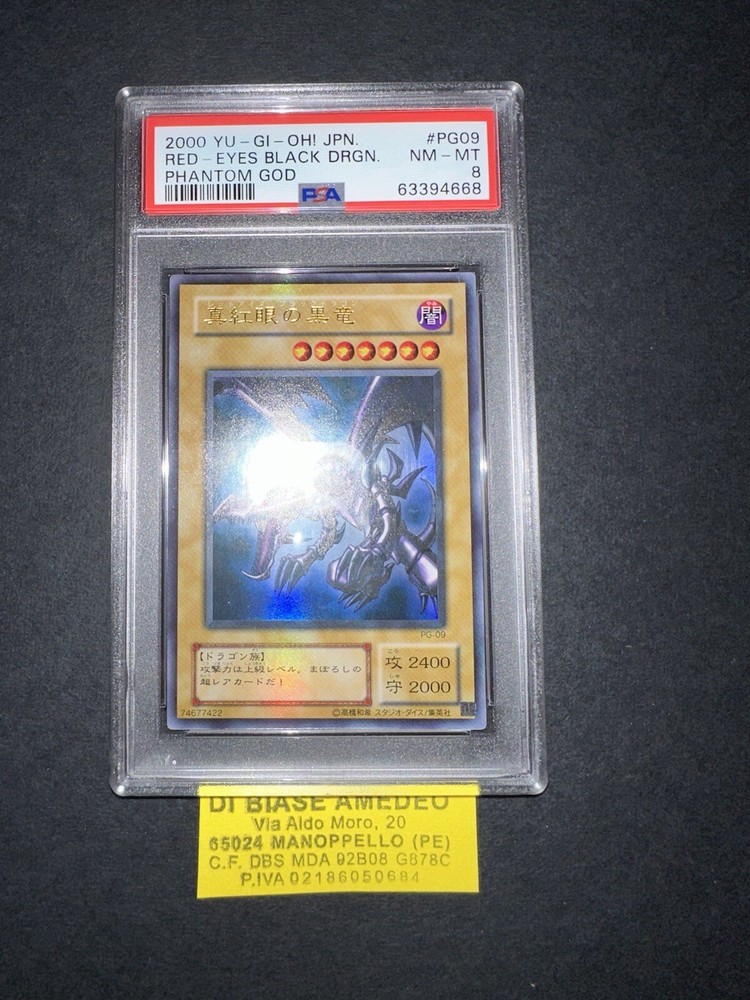 2000 YU-GI-OH! JPN. #PG09
RED-EYES BLACK DRGN. NM-MT
PHANTOM GOD 8
PSA 63394668
真紅眼の黒竜
闇
PG-09
【ドラゴン族】
攻撃力は上級レベル。まぼろしの
超レアカードだ!
攻 2400
守 2000
74677422 ©高橋和希 スタジオ・ダイス/集英社
DI BIASE AMEDEO
Via Aldo Moro, 20
65024 MANOPPELLO (PE)
C.F. DBS MDA 92B08 G878C
P.IVA 02186050684